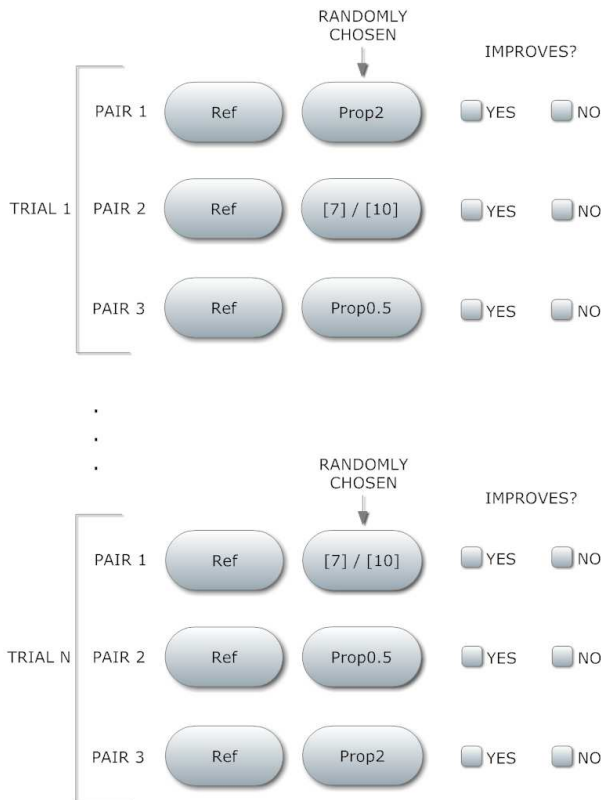 RANDOMLY
CHOSEN
IMPROVES?
PAIR 1 Ref Prop2 YES NO
TRIAL 1 PAIR 2 Ref [7] / [10] YES NO
PAIR 3 Ref Prop0.5 YES NO
.
.
.
RANDOMLY
CHOSEN
IMPROVES?
PAIR 1 Ref [7] / [10] YES NO
TRIAL N PAIR 2 Ref Prop0.5 YES NO
PAIR 3 Ref Prop2 YES NO